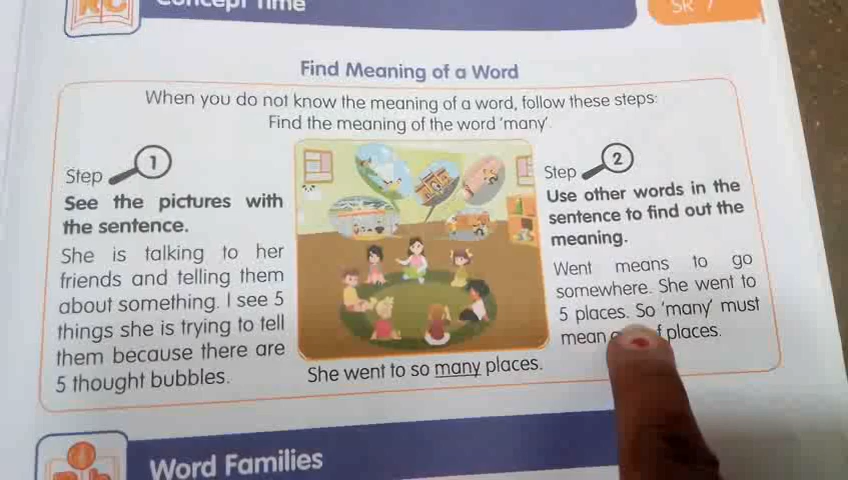 Concept Time
SR 7
Find Meaning of a Word
When you do not know the meaning of a word, follow these steps:
Find the meaning of the word 'many'.
Step 1
See the pictures with
the sentence.
She is talking to her
friends and telling them
about something. I see 5
things she is trying to tell
them because there are
5 thought bubbles.
She went to so many places.
Step 2
Use other words in the
sentence to find out the
meaning.
Went means to go
somewhere. She went to
5 places. So 'many' must
mean places.
Word Families